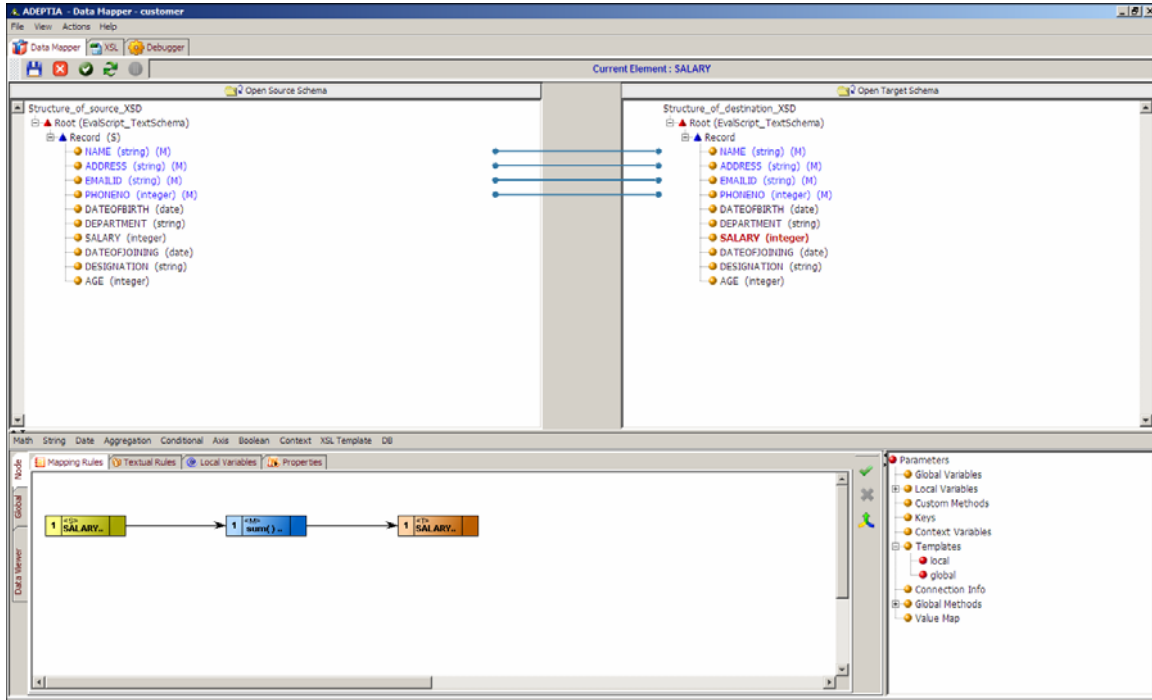 ADEPTIA - Data Mapper - customer
File View Actions Help
Data Mapper XSL Debugger
Current Element : SALARY
Open Source Schema
Open Target Schema
Structure_of_source_XSD
Root (EvalScript_TextSchema)
Record (S)
NAME (string) (M)
ADDRESS (string) (M)
EMAILID (string) (M)
PHONENO (integer) (M)
DATEOFBIRTH (date)
DEPARTMENT (string)
SALARY (integer)
DATEOFJOINING (date)
DESIGNATION (string)
AGE (integer)
Structure_of_destination_XSD
Root (EvalScript_TextSchema)
Record
NAME (string) (M)
ADDRESS (string) (M)
EMAILID (string) (M)
PHONENO (integer) (M)
DATEOFBIRTH (date)
DEPARTMENT (string)
SALARY (integer)
DATEOFJOINING (date)
DESIGNATION (string)
AGE (integer)
Math String Date Aggregation Conditional Axis Boolean Context XSL Template DB
Node
Global
Data Viewer
Mapping Rules Textual Rules Local Variables Properties
1 <S> SALARY..
1 <M> sum() ..
1 <T> SALARY..
Parameters
Global Variables
Local Variables
Custom Methods
Keys
Context Variables
Templates
local
global
Connection Info
Global Methods
Value Map